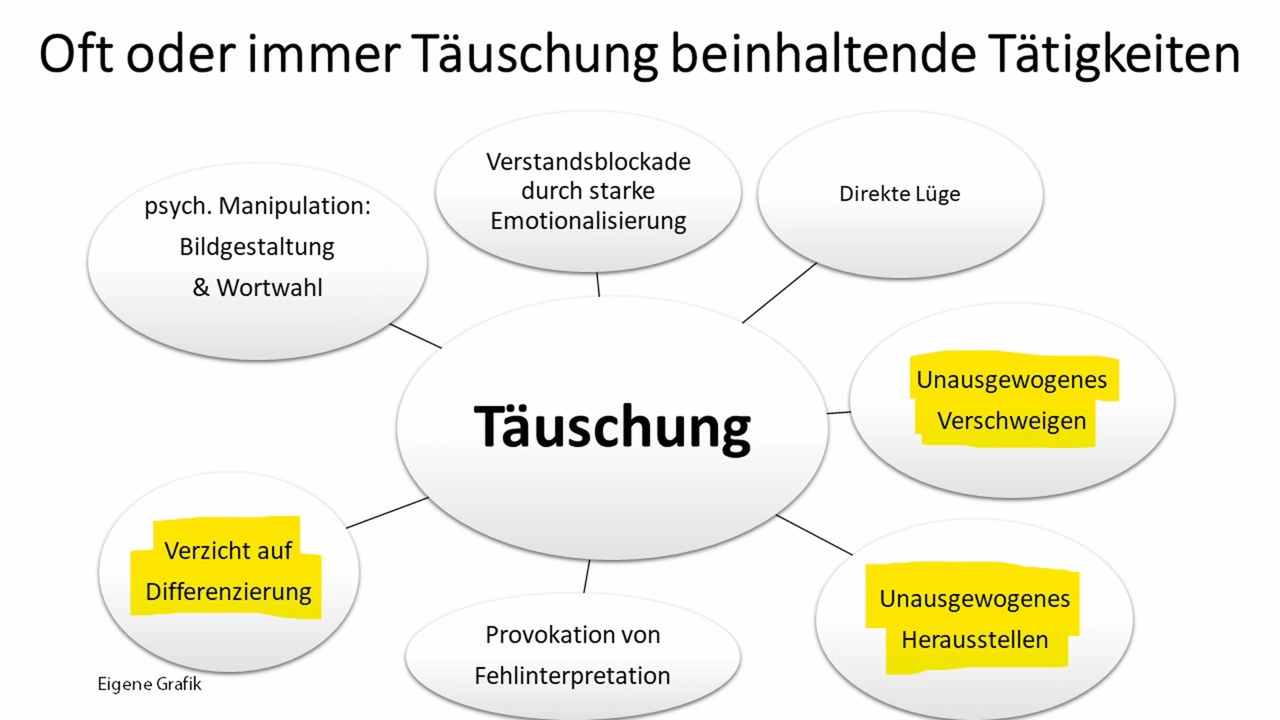 Oft oder immer Täuschung beinhaltende Tätigkeiten
psych. Manipulation:
Bildgestaltung
& Wortwahl
Verstandsblockade
durch starke
Emotionalisierung
Direkte Lüge
Unausgewogenes
Verschweigen
Täuschung
Verzicht auf
Differenzierung
Provokation von
Fehlinterpretation
Unausgewogenes
Herausstellen
Eigene Grafik